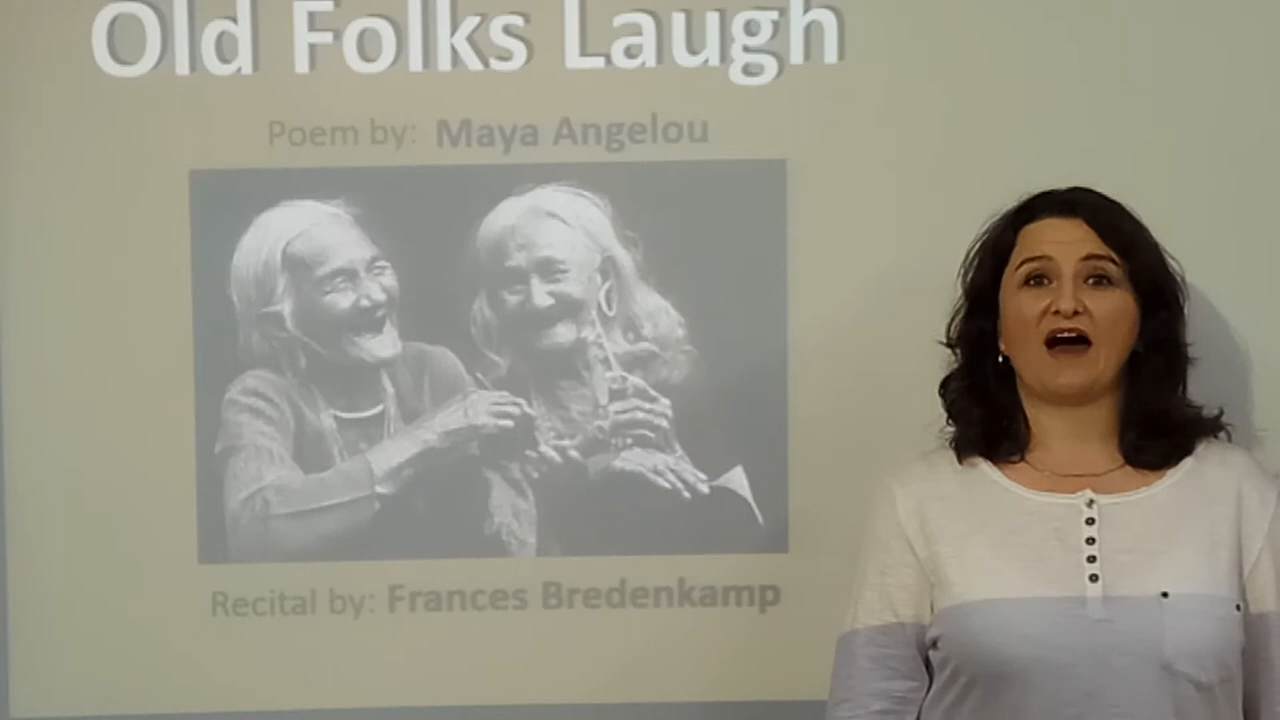 Old Folks Laugh
Poem by: Maya Angelou
Recital by: Frances Bredenkamp